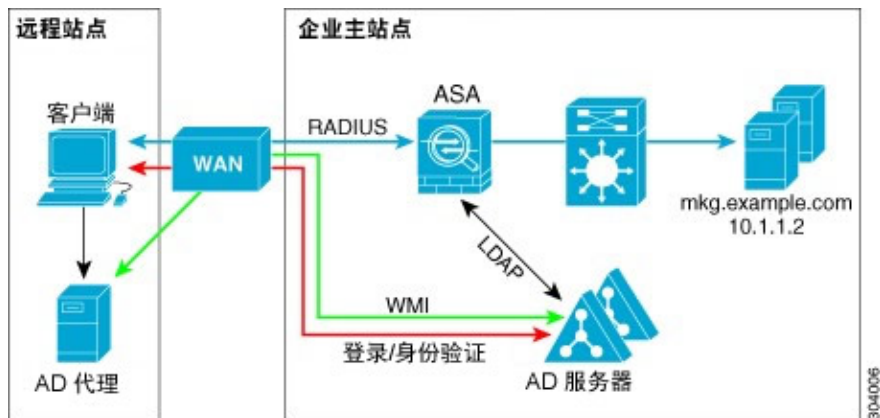 远程站点
企业主站点
客户端
WAN
RADIUS
ASA
mkg.example.com
10.1.1.2
LDAP
WMI
登录/身份验证
AD 代理
AD 服务器
304006